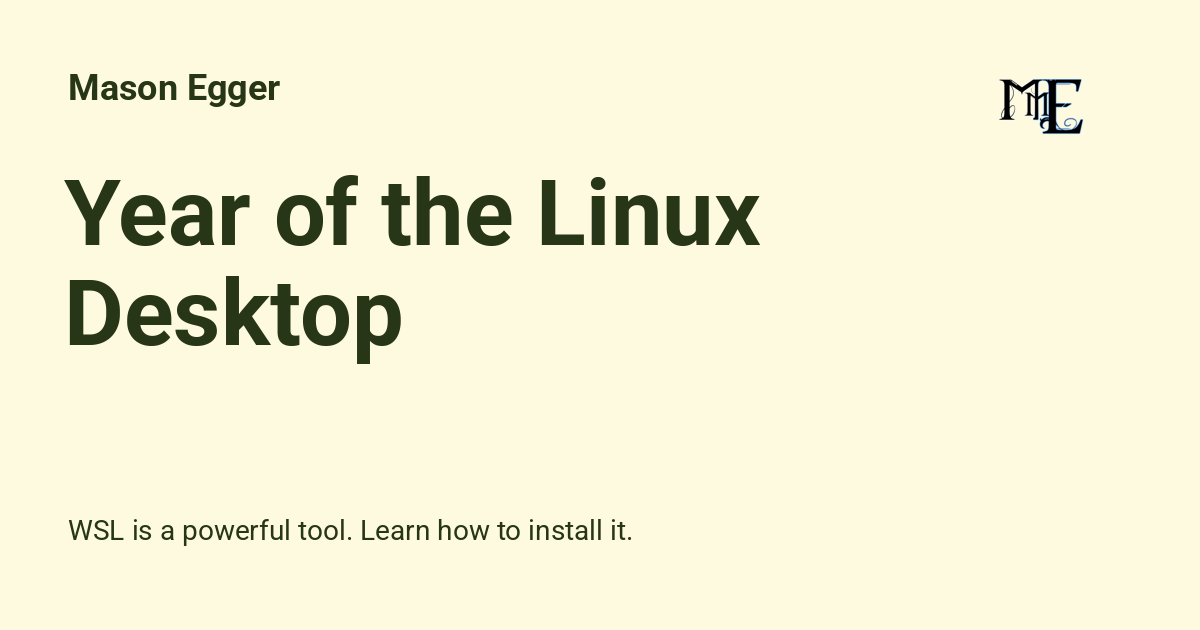 Mason Egger
MmE
Year of the Linux
Desktop
WSL is a powerful tool. Learn how to install it.